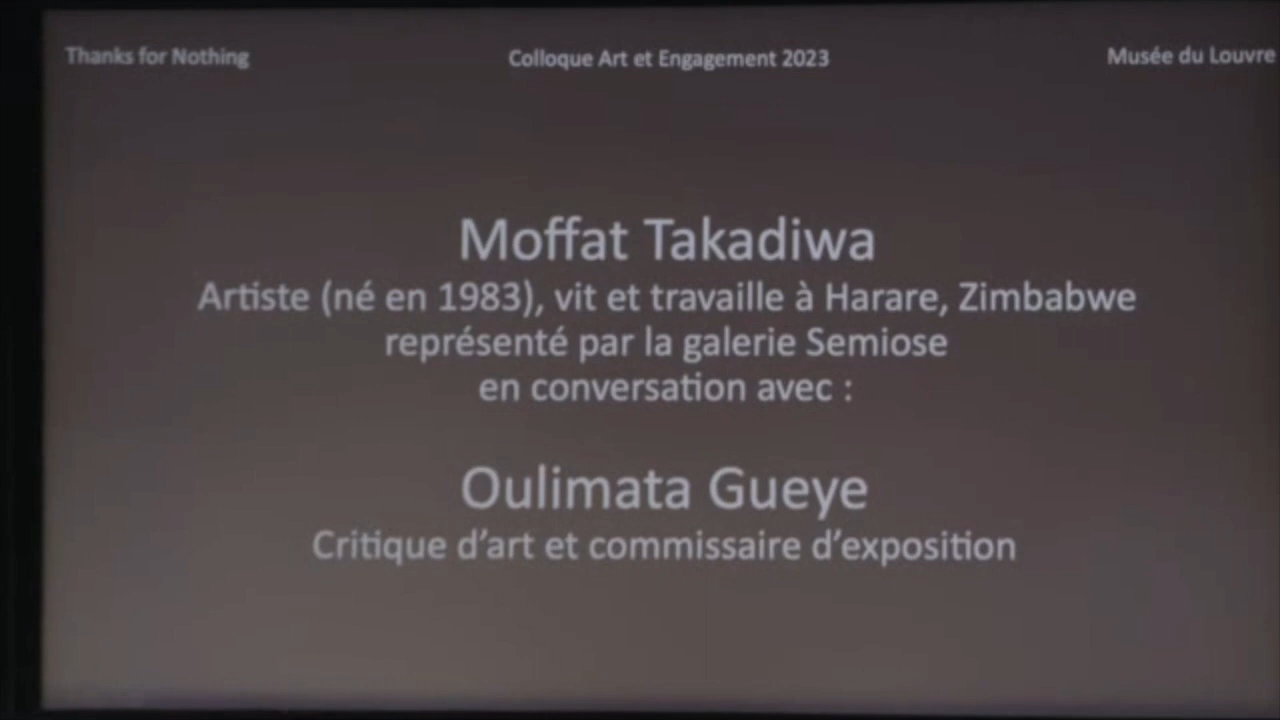 Thanks for Nothing
Colloque Art et Engagement 2023
Musée du Louvre
Moffat Takadiwa
Artiste (né en 1983), vit et travaille à Harare, Zimbabwe
représenté par la galerie Semiose
en conversation avec :
Oulimata Gueye
Critique d’art et commissaire d’exposition